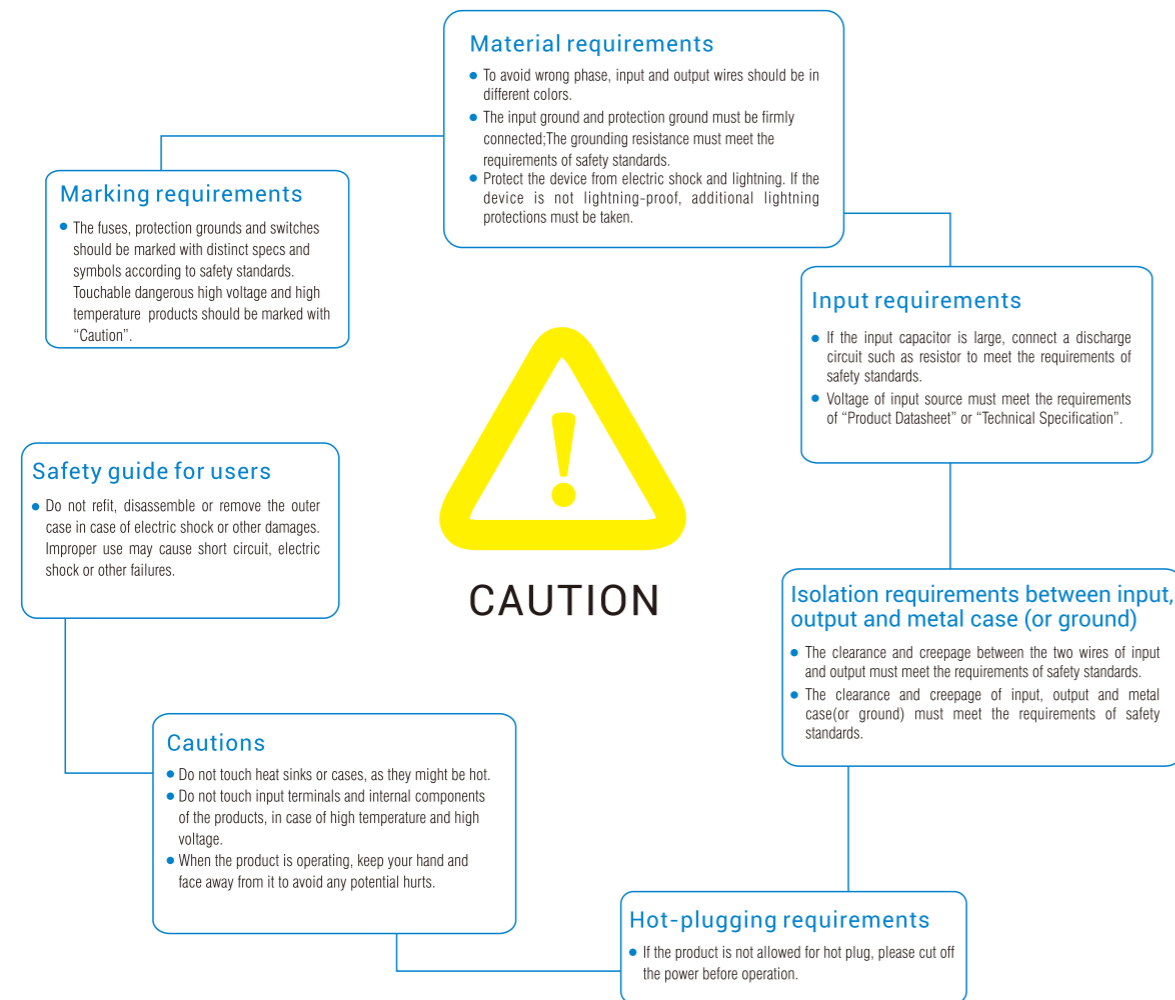 Material requirements
To avoid wrong phase, input and output wires should be in
different colors.
The input ground and protection ground must be firmly
connected;The grounding resistance must meet the
requirements of safety standards.
Protect the device from electric shock and lightning. If the
device is not lightning-proof, additional lightning
protections must be taken.
Marking requirements
The fuses, protection grounds and switches
should be marked with distinct specs and
symbols according to safety standards.
Touchable dangerous high voltage and high
temperature products should be marked with
“Caution”.
Input requirements
If the input capacitor is large, connect a discharge
circuit such as resistor to meet the requirements of
safety standards.
Voltage of input source must meet the requirements
of “Product Datasheet” or “Technical Specification”.
Safety guide for users
Do not refit, disassemble or remove the outer
case in case of electric shock or other damages.
Improper use may cause short circuit, electric
shock or other failures.
CAUTION
Isolation requirements between input,
output and metal case (or ground)
The clearance and creepage between the two wires of input
and output must meet the requirements of safety standards.
The clearance and creepage of input, output and metal
case(or ground) must meet the requirements of safety
standards.
Cautions
Do not touch heat sinks or cases, as they might be hot.
Do not touch input terminals and internal components
of the products, in case of high temperature and high
voltage.
When the product is operating, keep your hand and
face away from it to avoid any potential hurts.
Hot-plugging requirements
If the product is not allowed for hot plug, please cut off
the power before operation.